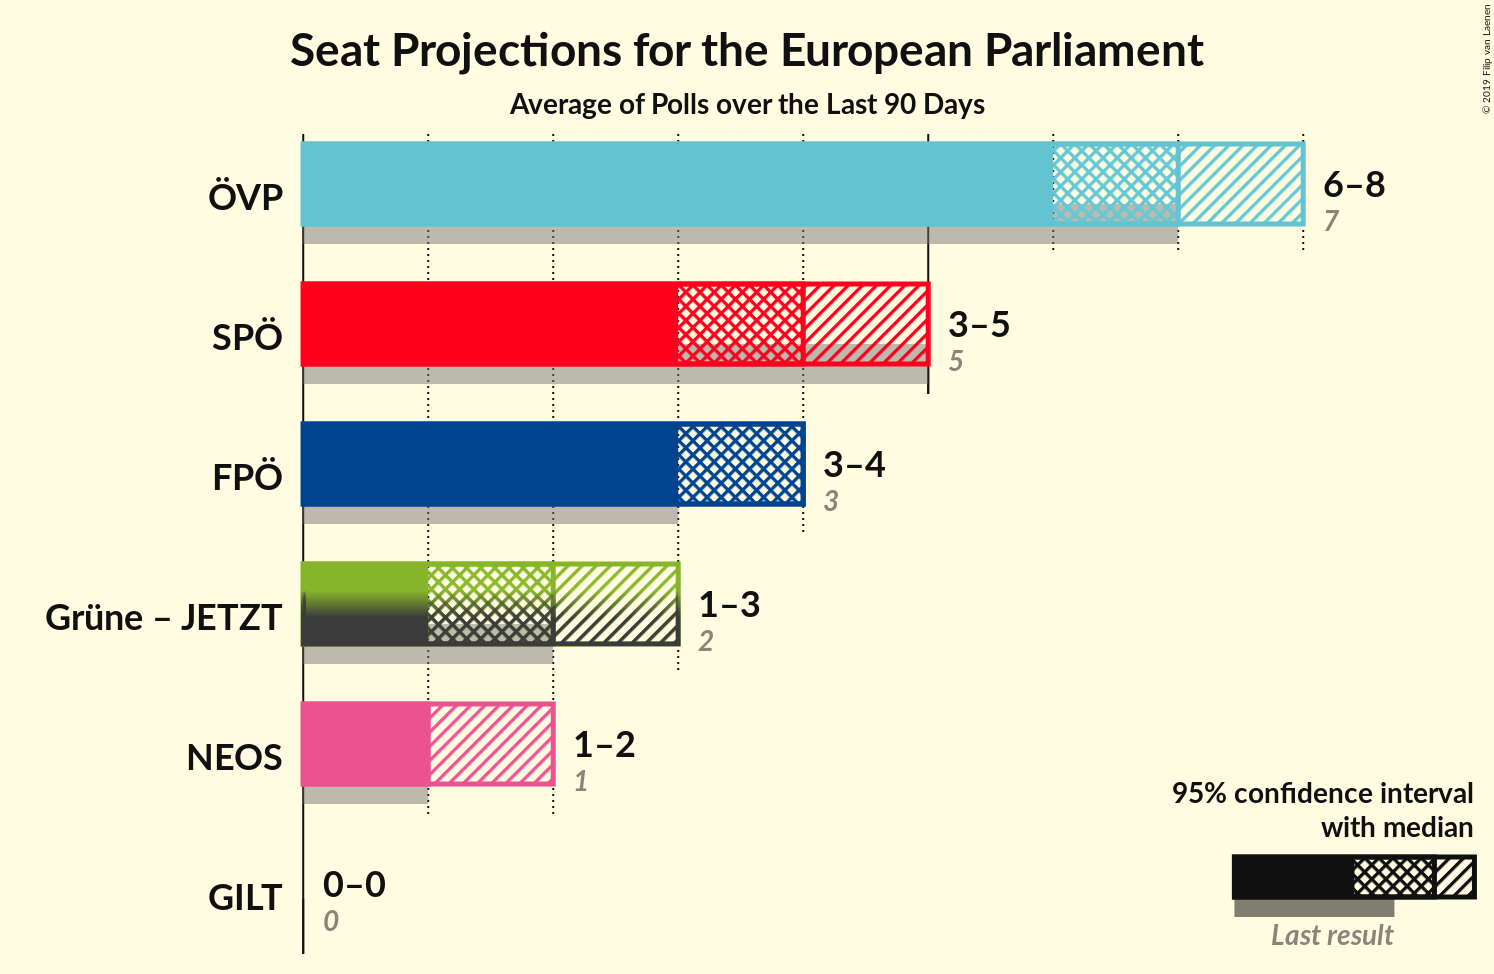 Seat Projections for the European Parliament
Average of Polls over the Last 90 Days
© 2019 Filip van Laenen
ÖVP
6–8
7
SPÖ
3–5
5
FPÖ
3–4
3
Grüne – JETZT
1–3
2
NEOS
1–2
1
GILT
0–0
0
95% confidence interval
with median
Last result